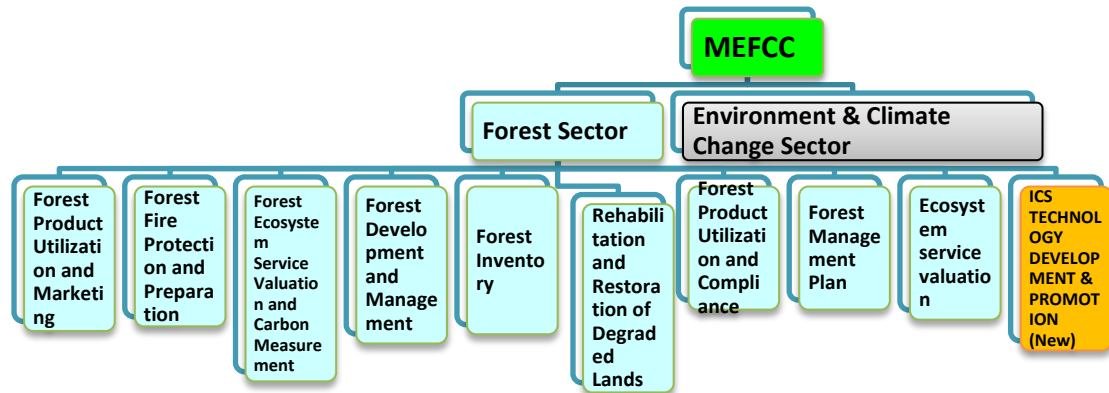 MEFCC
Forest Sector
Environment & Climate
Change Sector
Forest
Product
Utilizati
on and
Marketi
ng
Forest
Fire
Protecti
on and
Prepara
tion
Forest
Ecosyste
m
Service
Valuatio
n and
Carbon
Measure
ment
Forest
Develo
pment
and
Manage
ment
Forest
Invento
ry
Rehabili
tation
and
Restora
tion of
Degrad
ed
Lands
Forest
Product
Utilizati
on and
Complia
nce
Forest
Manage
ment
Plan
Ecosyst
em
service
valuatio
n
ICS
TECHNOL
OGY
DEVELOP
MENT &
PROMOT
ION
(New)